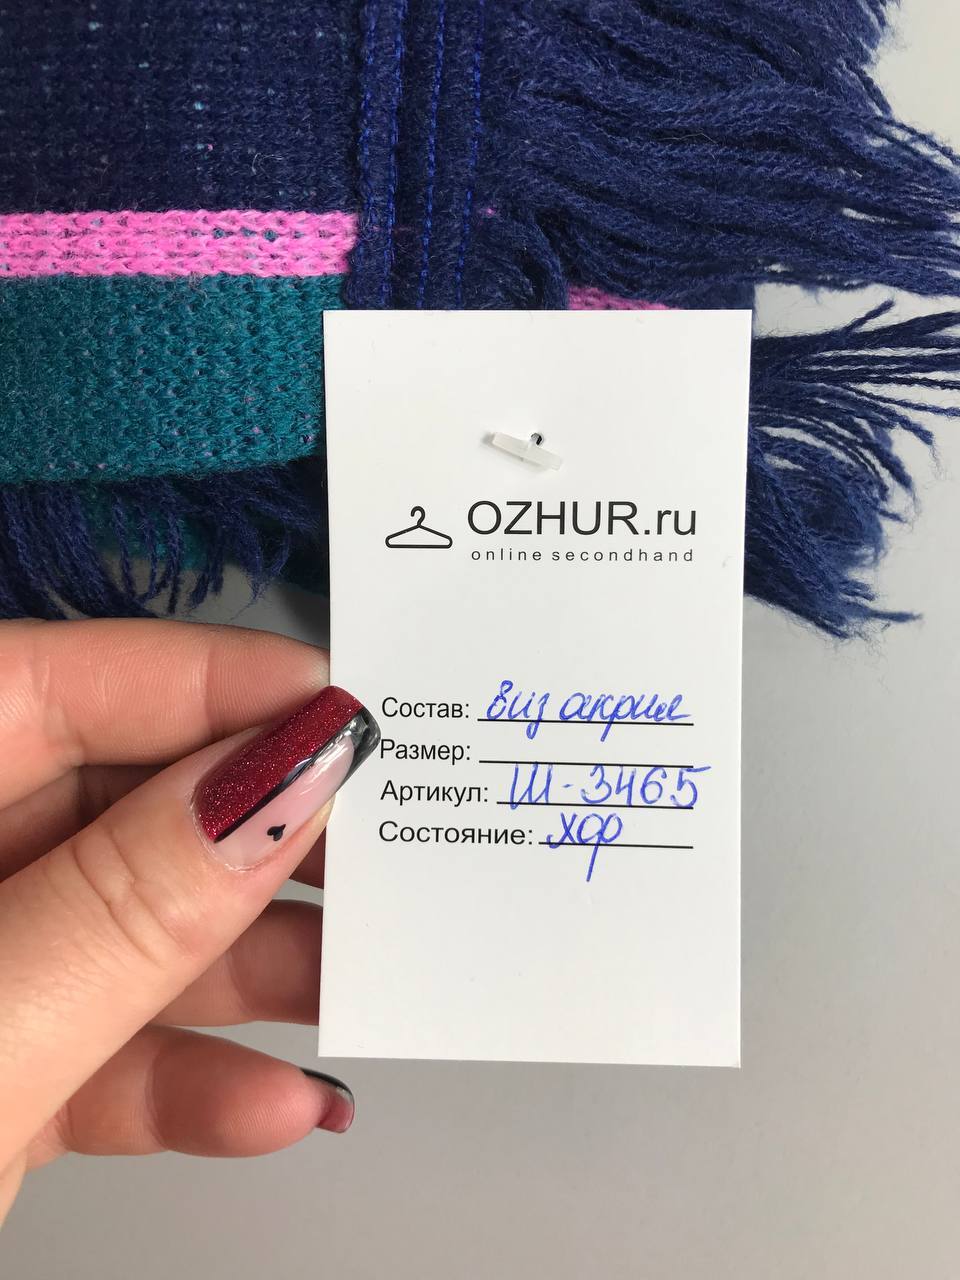 OZHUR.ru
online secondhand
Состав: виз акрил
Размер:
Артикул: Ш-3465
Состояние: хор